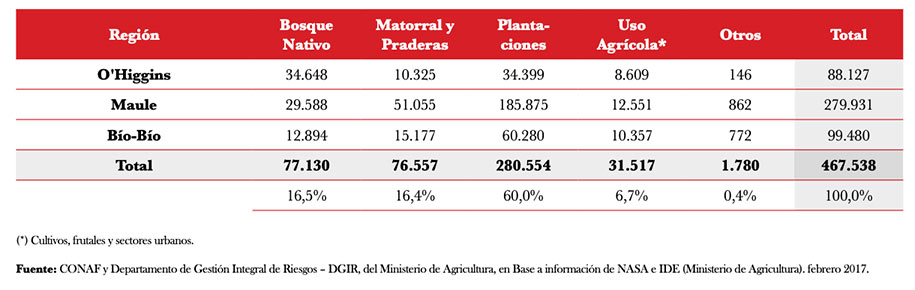 Región Bosque Nativo Matorral y Praderas Planta-ciones Uso Agrícola* Otros Total
O'Higgins 34.648 10.325 34.399 8.609 146 88.127
Maule 29.588 51.055 185.875 12.551 862 279.931
Bío-Bío 12.894 15.177 60.280 10.357 772 99.480
Total 77.130 76.557 280.554 31.517 1.780 467.538
16,5% 16,4% 60,0% 6,7% 0,4% 100,0%
(*) Cultivos, frutales y sectores urbanos.
Fuente: CONAF y Departamento de Gestión Integral de Riesgos – DGIR, del Ministerio de Agricultura, en Base a información de NASA e IDE (Ministerio de Agricultura). febrero 2017.